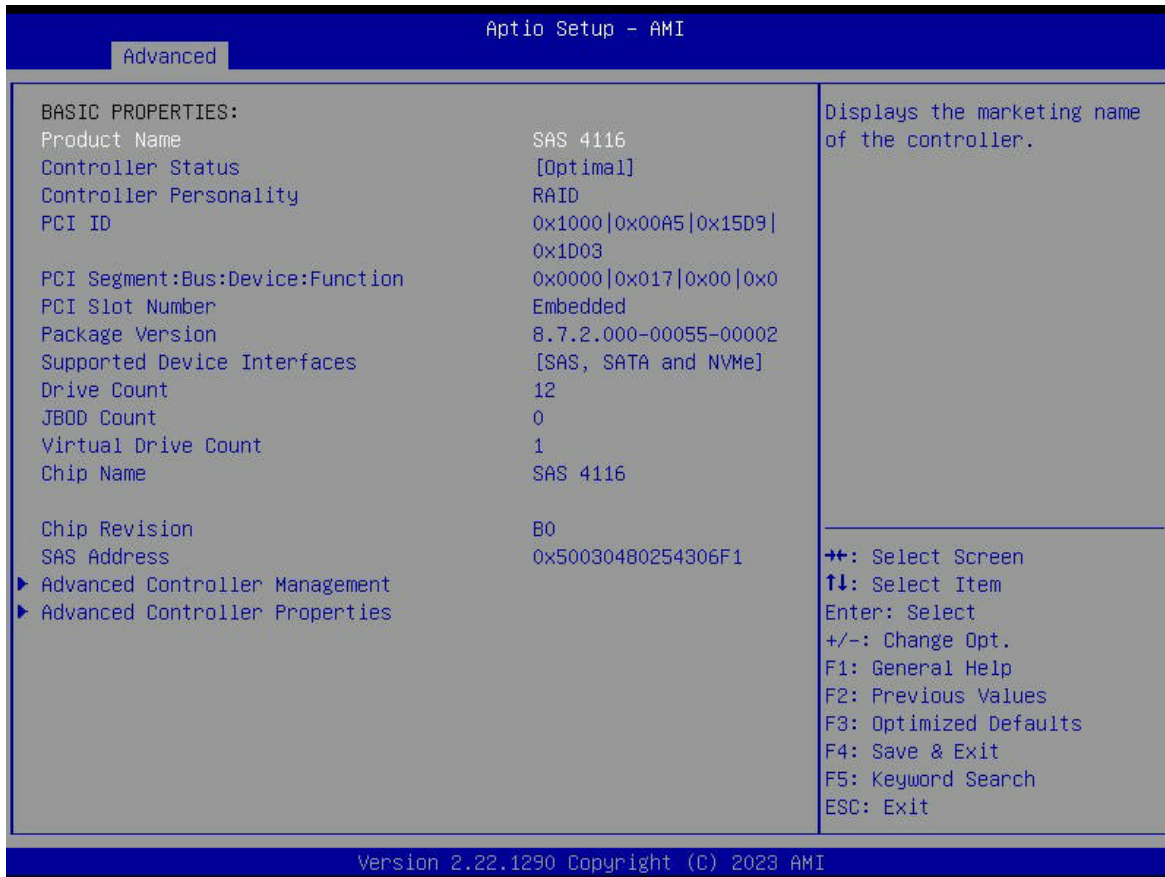 Aptio Setup - AMI
Advanced
BASIC PROPERTIES:
Product Name SAS 4116
Controller Status [Optimal]
Controller Personality RAID
PCI ID 0x1000|0x00A5|0x15D9|
0x1D03
PCI Segment:Bus:Device:Function 0x0000|0x017|0x00|0x0
PCI Slot Number Embedded
Package Version 8.7.2.000-00055-00002
Supported Device Interfaces [SAS, SATA and NVMe]
Drive Count 12
JBOD Count 0
Virtual Drive Count 1
Chip Name SAS 4116
Chip Revision B0
SAS Address 0x50030480254306F1
Advanced Controller Management
Advanced Controller Properties
Displays the marketing name
of the controller.
→←: Select Screen
↑↓: Select Item
Enter: Select
+/-: Change Opt.
F1: General Help
F2: Previous Values
F3: Optimized Defaults
F4: Save & Exit
F5: Keyword Search
ESC: Exit
Version 2.22.1290 Copyright (C) 2023 AMI